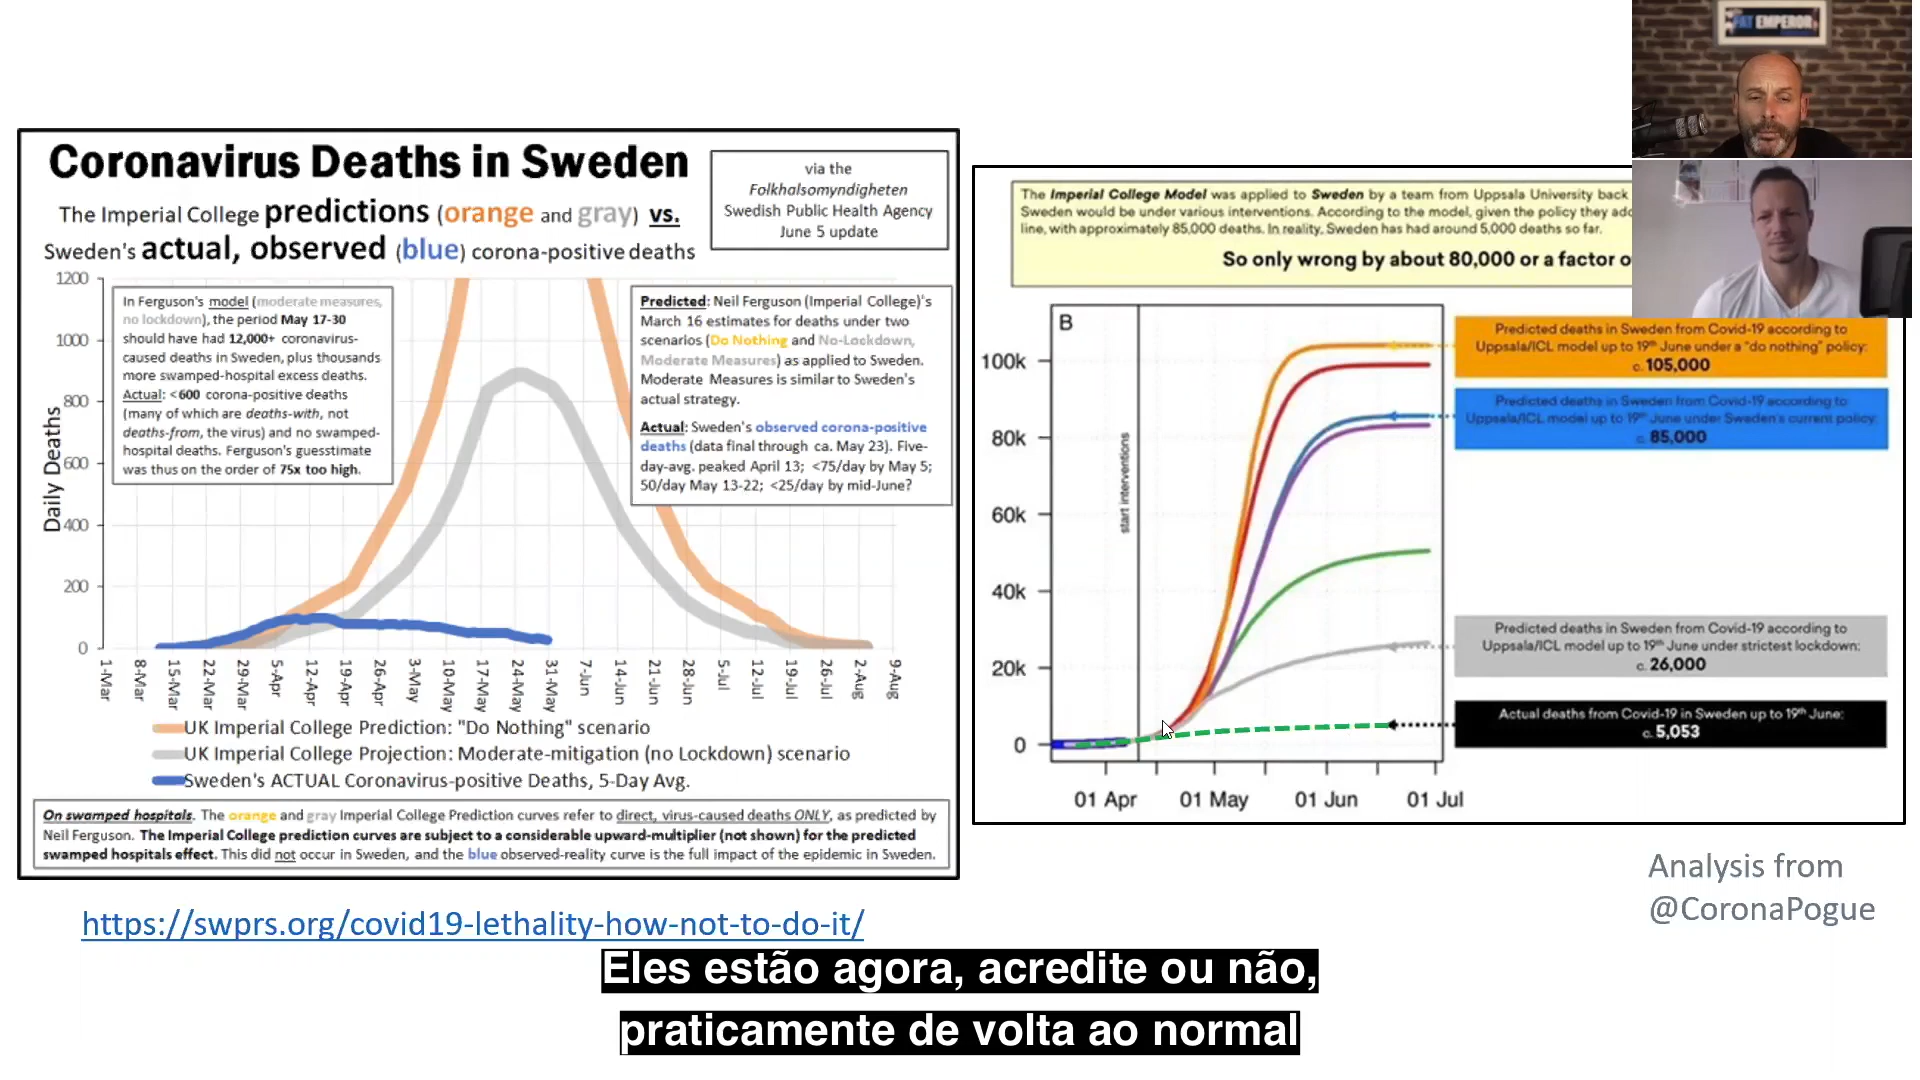 FAT EMPEROR
Coronavirus Deaths in Sweden
The Imperial College predictions (orange and gray) vs.
Sweden's actual, observed (blue) corona-positive deaths
via the
Folkhalsomyndigheten
Swedish Public Health Agency
June 5 update
1200
1000
800
600
400
200
0
Daily Deaths
In Ferguson's model (moderate measures,
no lockdown), the period May 17-30
should have had 12,000+ coronavirus-
caused deaths in Sweden, plus thousands
more swamped-hospital excess deaths.
Actual: <600 corona-positive deaths
(many of which are deaths-with, not
deaths-from, the virus) and no swamped-
hospital deaths. Ferguson's guesstimate
was thus on the order of 75x too high.
Predicted: Neil Ferguson (Imperial College)'s
March 16 estimates for deaths under two
scenarios (Do Nothing and No-Lockdown,
Moderate Measures) as applied to Sweden.
Moderate Measures is similar to Sweden's
actual strategy.
Actual: Sweden's observed corona-positive
deaths (data final through ca. May 23). Five-
day-avg. peaked April 13; <75/day by May 5;
50/day May 13-22; <25/day by mid-June?
1-Mar
8-Mar
15-Mar
22-Mar
29-Mar
5-Apr
12-Apr
19-Apr
26-Apr
3-May
10-May
17-May
24-May
31-May
7-Jun
14-Jun
21-Jun
28-Jun
5-Jul
12-Jul
19-Jul
26-Jul
2-Aug
9-Aug
UK Imperial College Prediction: "Do Nothing" scenario
UK Imperial College Projection: Moderate-mitigation (no Lockdown) scenario
Sweden's ACTUAL Coronavirus-positive Deaths, 5-Day Avg.
On swamped hospitals. The orange and gray Imperial College Prediction curves refer to direct, virus-caused deaths ONLY, as predicted by
Neil Ferguson. The Imperial College prediction curves are subject to a considerable upward-multiplier (not shown) for the predicted
swamped hospitals effect. This did not occur in Sweden, and the blue observed-reality curve is the full impact of the epidemic in Sweden.
The Imperial College Model was applied to Sweden by a team from Uppsala University back
Sweden would be under various interventions. According to the model, given the policy they
line, with approximately 85,000 deaths. In reality, Sweden has had around 5,000 deaths so far.
So only wrong by about 80,000 or a factor
B
start interventions
100k
80k
60k
40k
20k
0
01 Apr
01 May
01 Jun
01 Jul
Predicted deaths in Sweden from Covid-19 according to
Uppsala/ICL model up to 19th June under a "do nothing" policy:
c. 105,000
Predicted deaths in Sweden from Covid-19 according to
Uppsala/ICL model up to 19th June under Sweden's current policy:
c. 85,000
Predicted deaths in Sweden from Covid-19 according to
Uppsala/ICL model up to 19th June under strictest lockdown:
c. 26,000
Actual deaths from Covid-19 in Sweden up to 19th June:
c. 5,053
Analysis from
@CoronaPogue
https://swprs.org/covid19-lethality-how-not-to-do-it/
Eles estão agora, acredite ou não,
praticamente de volta ao normal